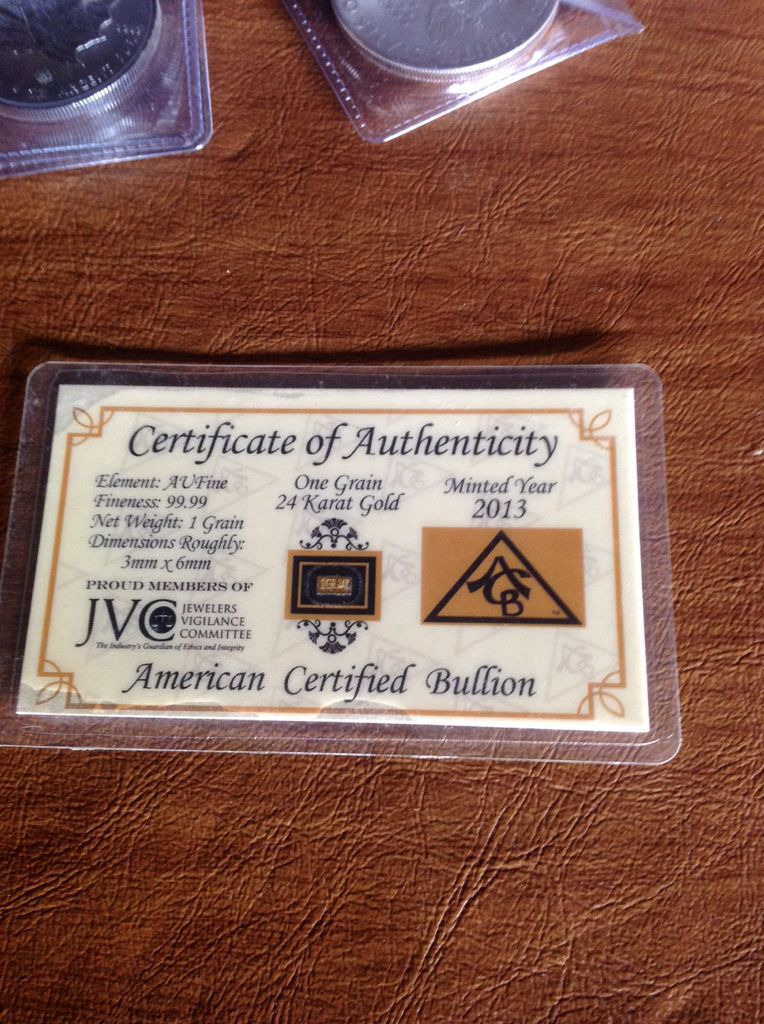 Certificate of Authenticity
Element: AUFine
Fineness: 99.99
Net Weight: 1 Grain
Dimensions Roughly:
3mm x 6mm
PROUD MEMBERS OF
JVC JEWELERS
VIGILANCE
COMMITTEE
The Industry's Guardian of Ethics and Integrity
One Grain
24 Karat Gold
Minted Year
2013
ACB
TM
American Certified Bullion